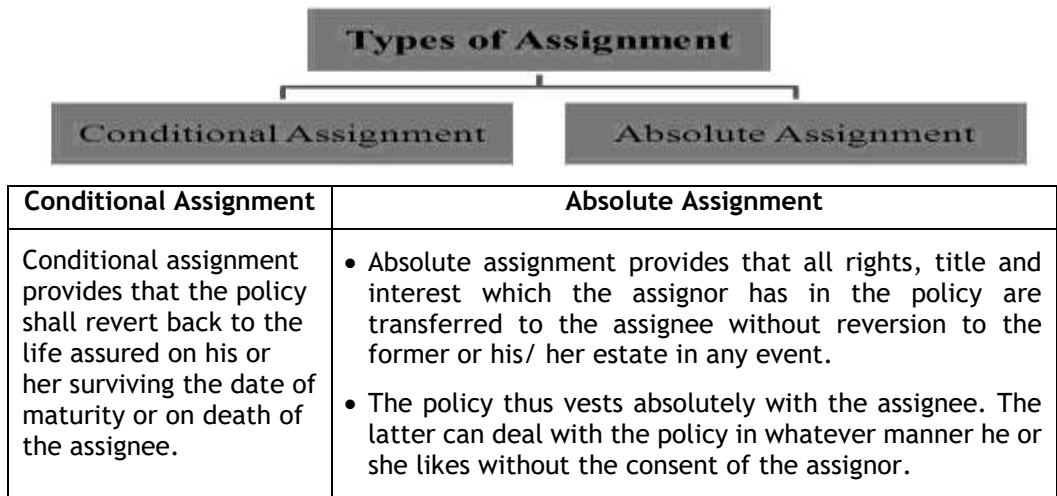 Types of Assignment
Conditional Assignment
Absolute Assignment
Conditional Assignment
Absolute Assignment
Conditional assignment
provides that the policy
shall revert back to the
life assured on his or
her surviving the date of
maturity or on death of
the assignee.
• Absolute assignment provides that all rights, title and
interest which the assignor has in the policy are
transferred to the assignee without reversion to the
former or his/ her estate in any event.
• The policy thus vests absolutely with the assignee. The
latter can deal with the policy in whatever manner he or
she likes without the consent of the assignor.